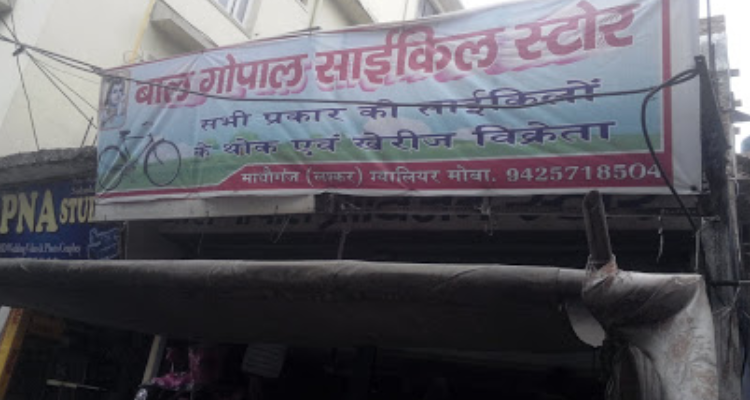 बाल गोपाल साईकिल स्टोर
सभी प्रकार की साईकिलों
के थोक एवं खेरीज विक्रेता
माधौगंज (लश्कर) ग्वालियर मोबा. 9425718504
PNA STU